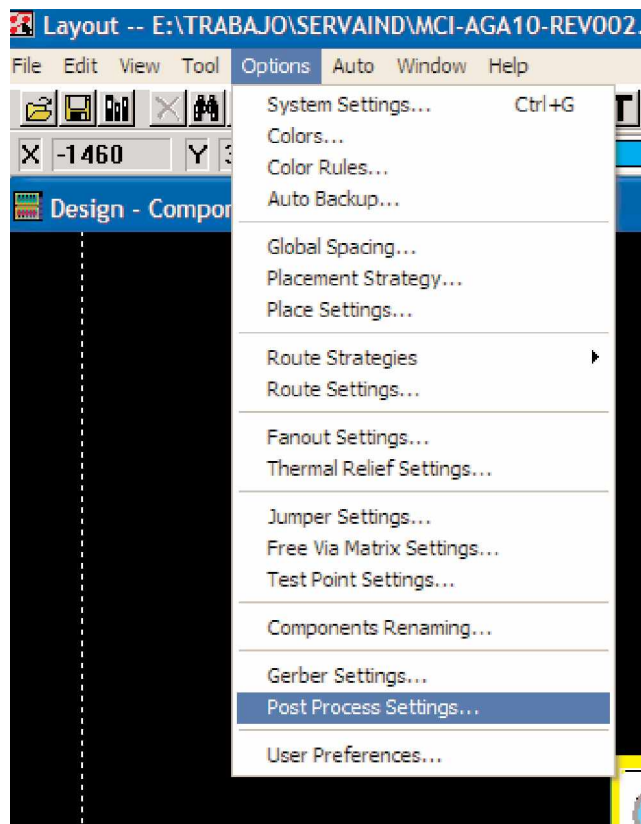 Layout -- E:\TRABAJO\SERVAIND\MCI-AGA10-REV002.
File Edit View Tool Options Auto Window Help
X -1460 Y
Design - Compo
System Settings... Ctrl+G
Colors...
Color Rules...
Auto Backup...
Global Spacing...
Placement Strategy...
Place Settings...
Route Strategies
Route Settings...
Fanout Settings...
Thermal Relief Settings...
Jumper Settings...
Free Via Matrix Settings...
Test Point Settings...
Components Renaming...
Gerber Settings...
Post Process Settings...
User Preferences...